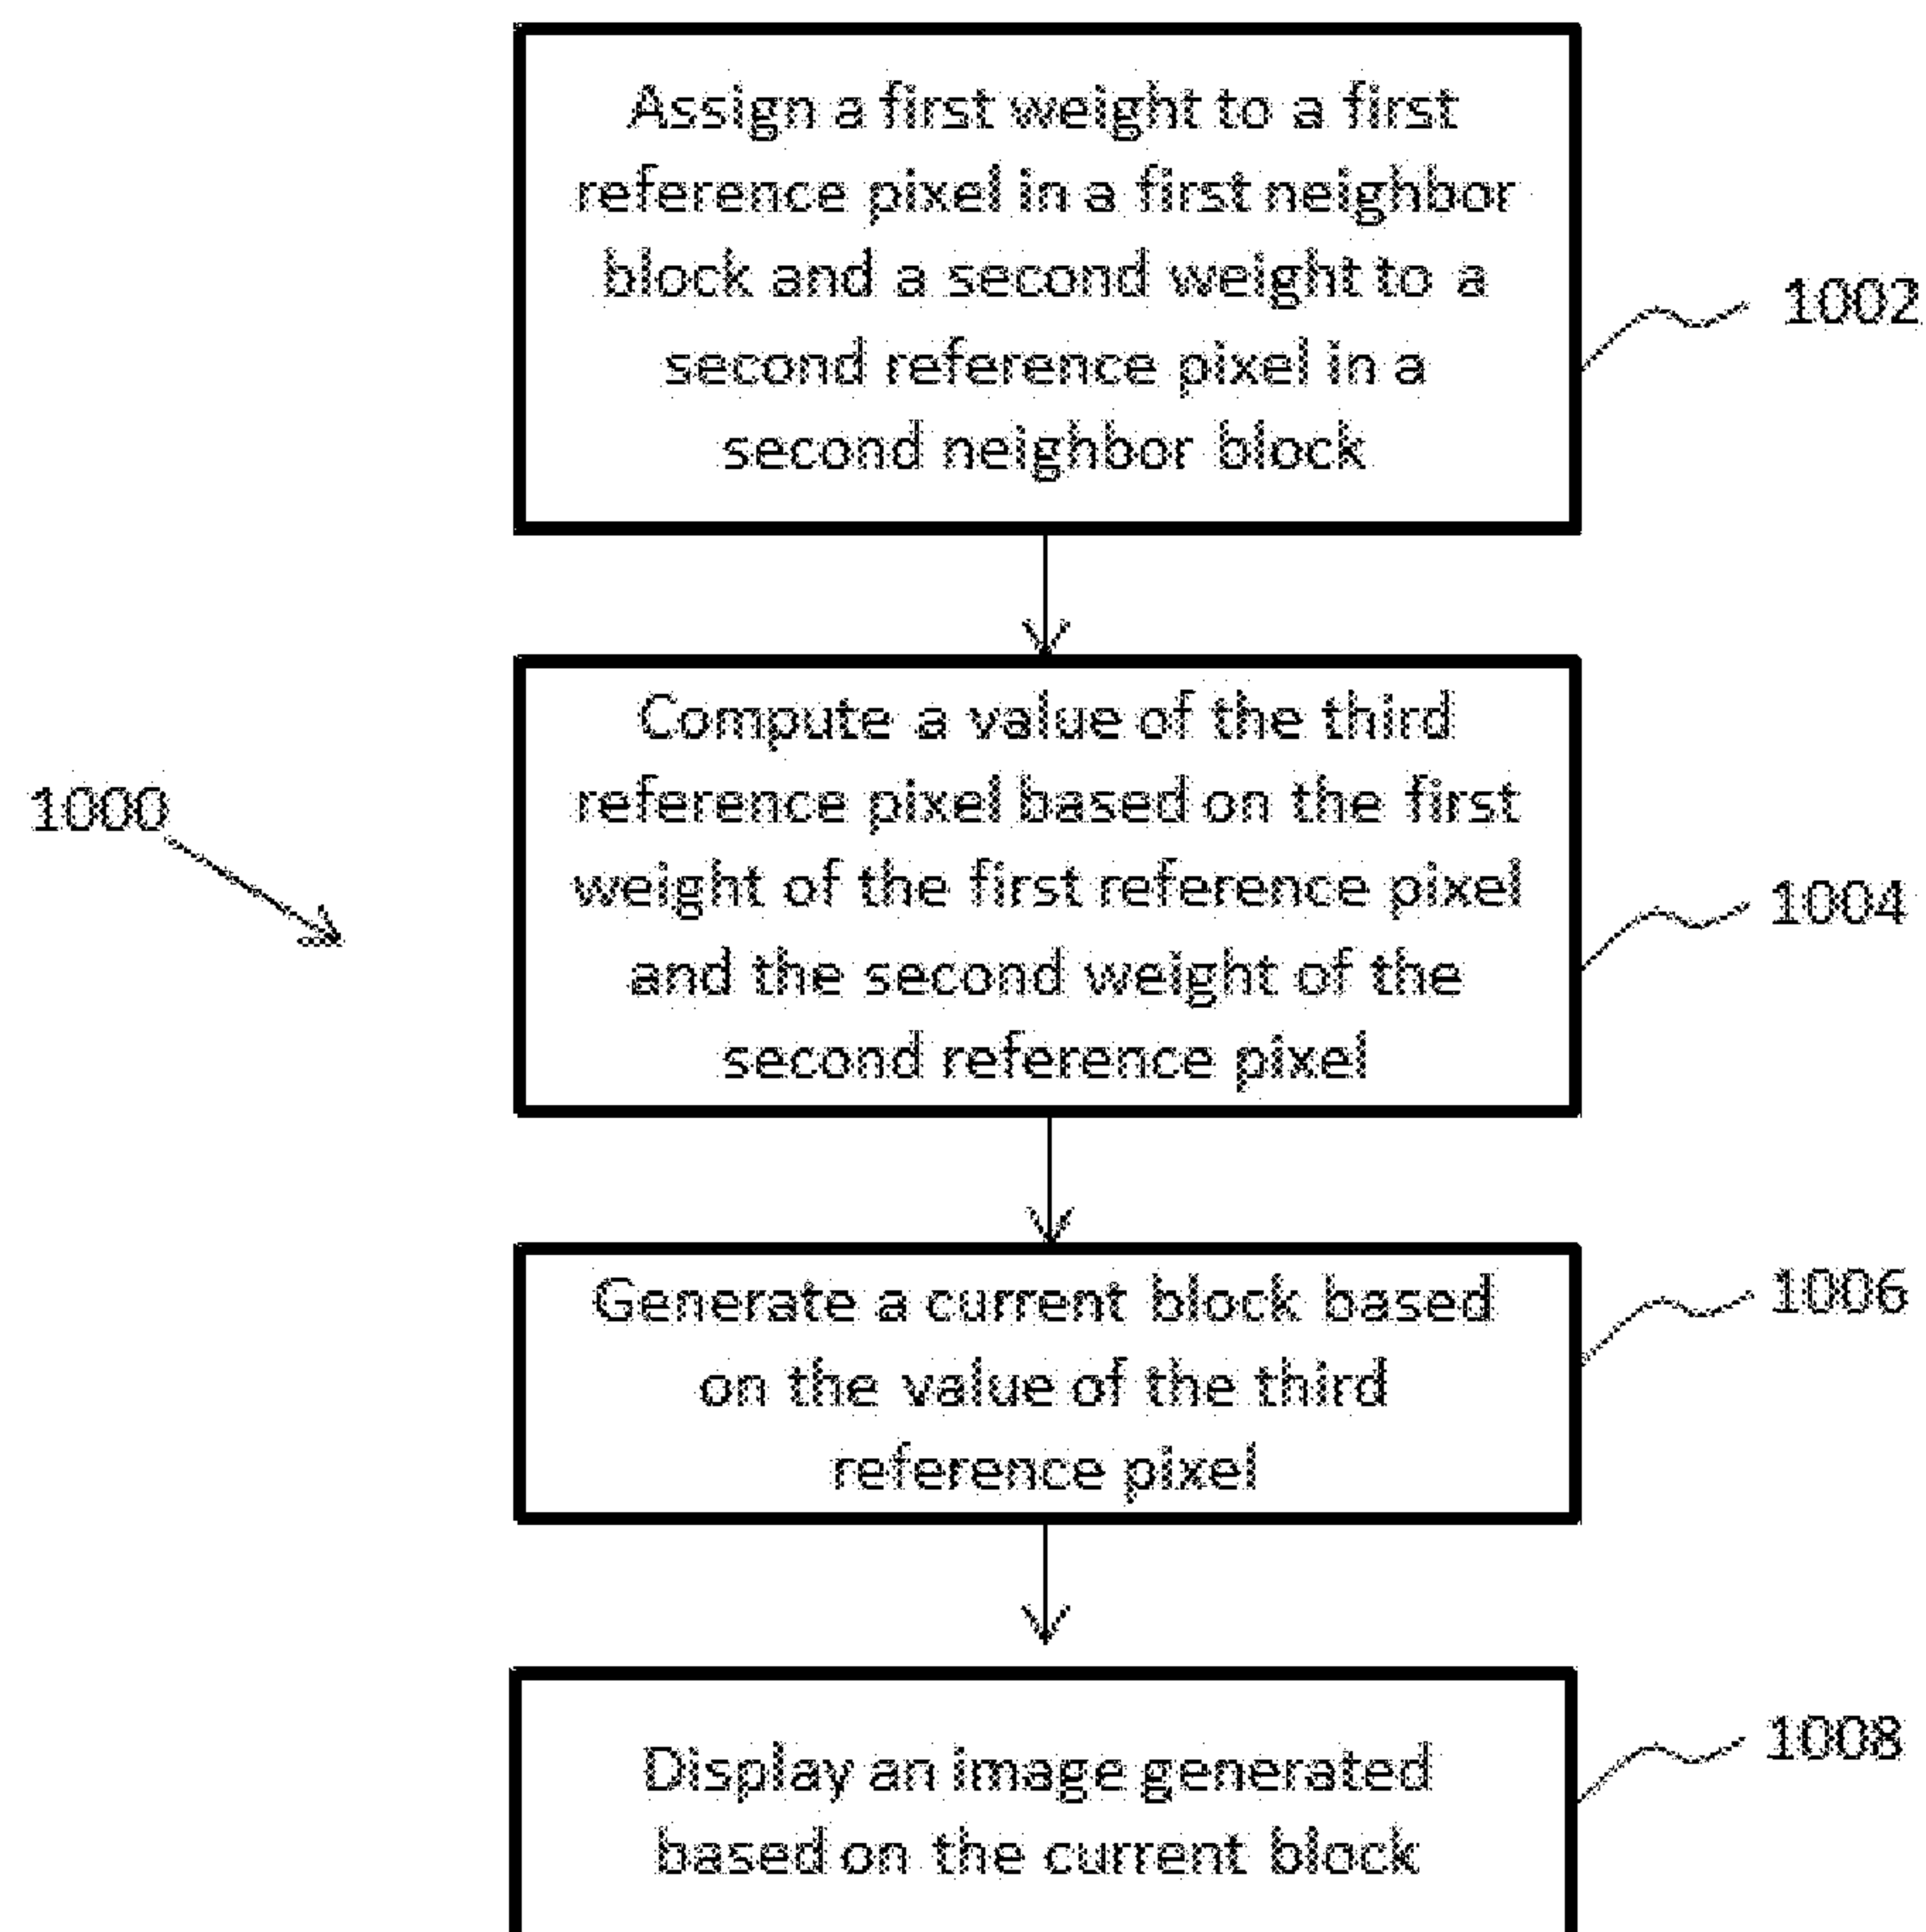 Assign a first weight to a first
reference pixel in a first neighbor
block and a second weight to a
second reference pixel in a
second neighbor block
1002
Compute a value of the third
reference pixel based on the first
weight of the first reference pixel
and the second weight of the
second reference pixel
1000
1004
Generate a current block based
on the value of the third
reference pixel
1006
Display an image generated
based on the current block
1008